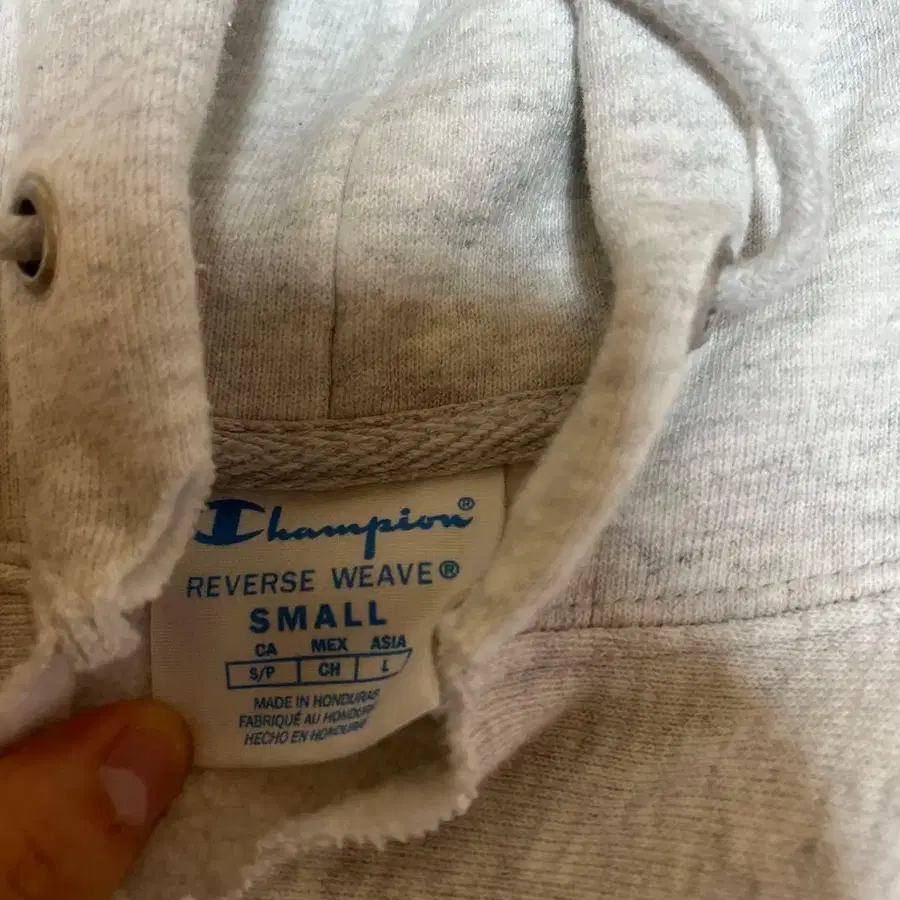 Champion®
REVERSE WEAVE®
SMALL
CA MEX ASIA
S/P CH L
MADE IN HONDURAS
FABRIQUÉ AU HONDURAS
HECHO EN HONDURAS